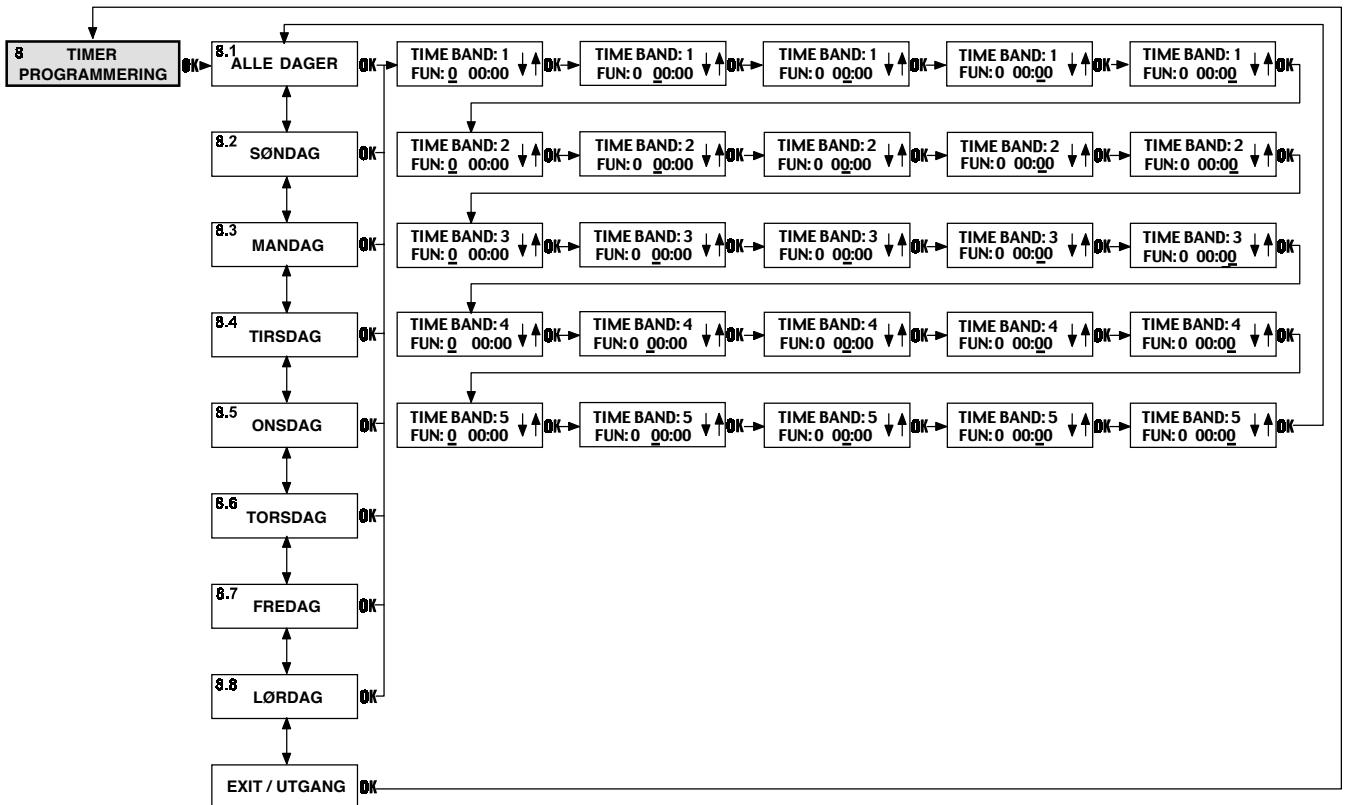 8 TIMER
PROGRAMMERING OK
8.1
ALLE DAGER OK
TIME BAND: 1
FUN: 0 00:00 OK
TIME BAND: 1
FUN: 0 00:00 OK
TIME BAND: 1
FUN: 0 00:00 OK
TIME BAND: 1
FUN: 0 00:00 OK
TIME BAND: 1
FUN: 0 00:00 OK
8.2
SØNDAG OK
TIME BAND: 2
FUN: 0 00:00 OK
TIME BAND: 2
FUN: 0 00:00 OK
TIME BAND: 2
FUN: 0 00:00 OK
TIME BAND: 2
FUN: 0 00:00 OK
TIME BAND: 2
FUN: 0 00:00 OK
8.3
MANDAG OK
TIME BAND: 3
FUN: 0 00:00 OK
TIME BAND: 3
FUN: 0 00:00 OK
TIME BAND: 3
FUN: 0 00:00 OK
TIME BAND: 3
FUN: 0 00:00 OK
TIME BAND: 3
FUN: 0 00:00 OK
8.4
TIRSDAG OK
TIME BAND: 4
FUN: 0 00:00 OK
TIME BAND: 4
FUN: 0 00:00 OK
TIME BAND: 4
FUN: 0 00:00 OK
TIME BAND: 4
FUN: 0 00:00 OK
TIME BAND: 4
FUN: 0 00:00 OK
8.5
ONSDAG OK
TIME BAND: 5
FUN: 0 00:00 OK
TIME BAND: 5
FUN: 0 00:00 OK
TIME BAND: 5
FUN: 0 00:00 OK
TIME BAND: 5
FUN: 0 00:00 OK
TIME BAND: 5
FUN: 0 00:00 OK
8.6
TORSDAG OK
8.7
FREDAG OK
8.8
LØRDAG OK
EXIT / UTGANG OK